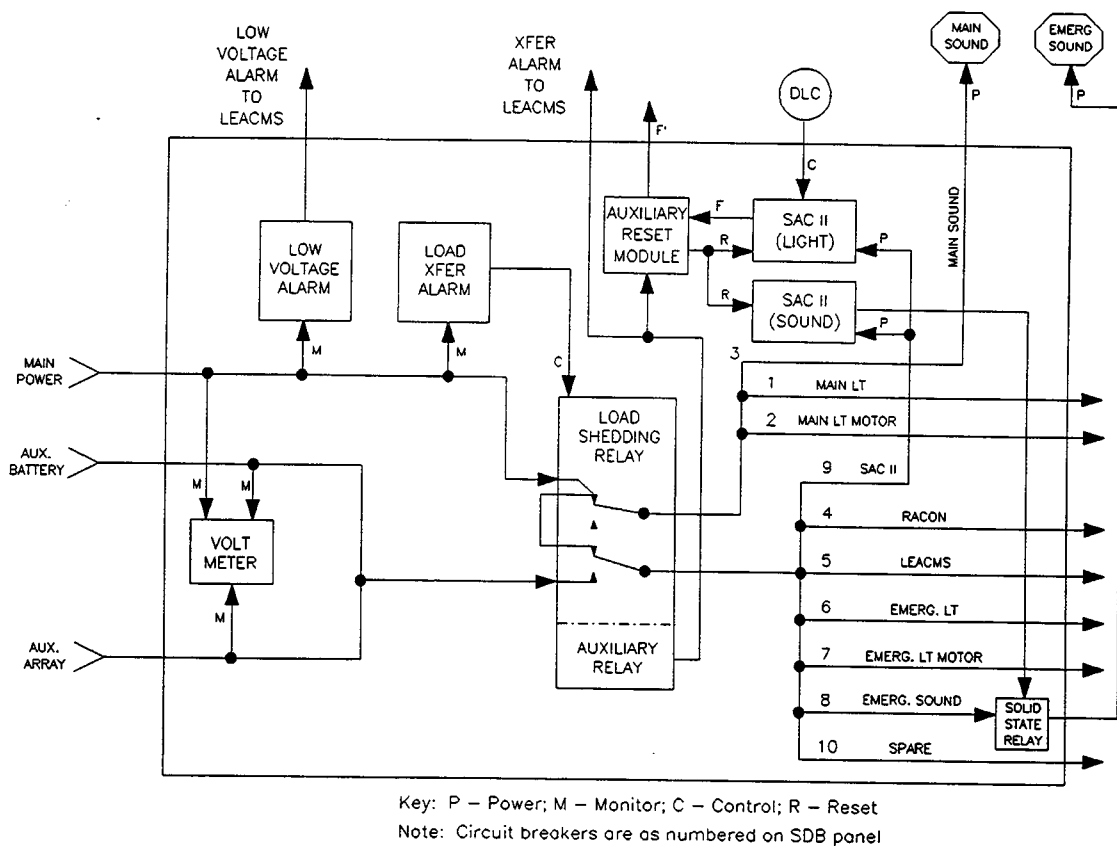 LOW
VOLTAGE
ALARM
TO
LEACMS
XFER
ALARM
TO
LEACMS
MAIN
SOUND
EMERG
SOUND
P
P
DLC
F'
C
MAIN SOUND
LOW
VOLTAGE
ALARM
LOAD
XFER
ALARM
AUXILIARY
RESET
MODULE
F
R
SAC II
(LIGHT)
P
R
SAC II
(SOUND)
P
MAIN
POWER
M
M
C
3
1 MAIN LT
2 MAIN LT MOTOR
LOAD
SHEDDING
RELAY
AUX.
BATTERY
M
M
VOLT
METER
M
AUX.
ARRAY
AUXILIARY
RELAY
9 SAC II
4 RACON
5 LEACMS
6 EMERG. LT
7 EMERG. LT MOTOR
8 EMERG. SOUND
SOLID
STATE
RELAY
10 SPARE
Key: P – Power; M – Monitor; C – Control; R – Reset
Note: Circuit breakers are as numbered on SDB panel